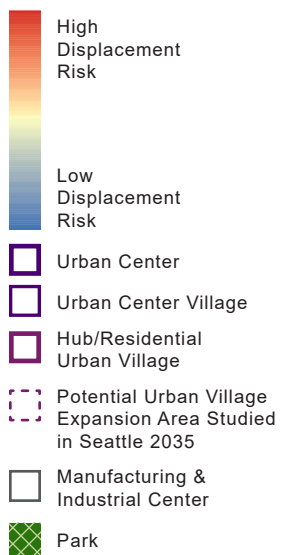 High
Displacement
Risk
Low
Displacement
Risk
Urban Center
Urban Center Village
Hub/Residential
Urban Village
Potential Urban Village
Expansion Area Studied
in Seattle 2035
Manufacturing &
Industrial Center
Park